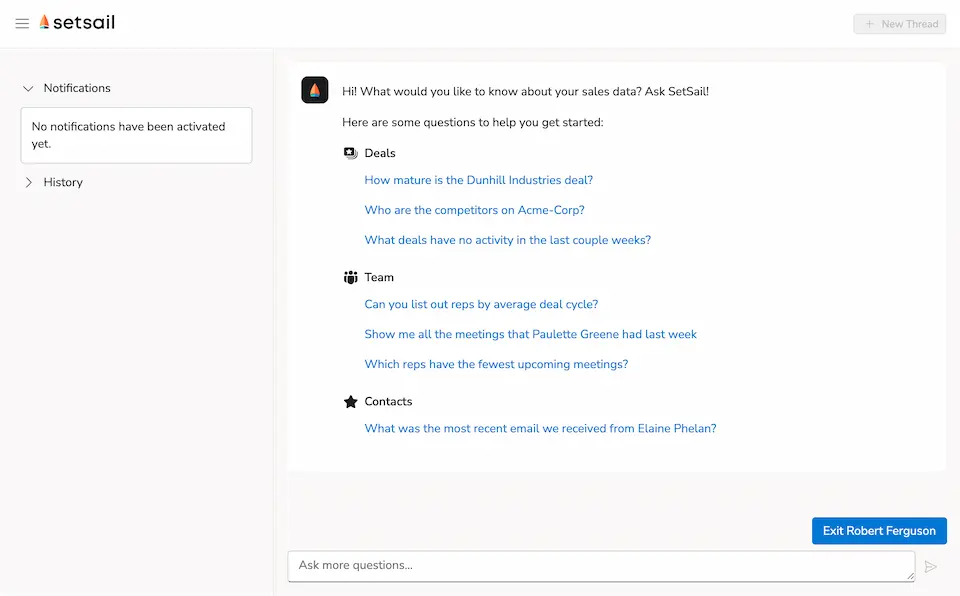 setsail
+ New Thread
Notifications
No notifications have been activated
yet.
History
Hi! What would you like to know about your sales data? Ask SetSail!
Here are some questions to help you get started:
Deals
How mature is the Dunhill Industries deal?
Who are the competitors on Acme-Corp?
What deals have no activity in the last couple weeks?
Team
Can you list out reps by average deal cycle?
Show me all the meetings that Paulette Greene had last week
Which reps have the fewest upcoming meetings?
Contacts
What was the most recent email we received from Elaine Phelan?
Exit Robert Ferguson
Ask more questions...